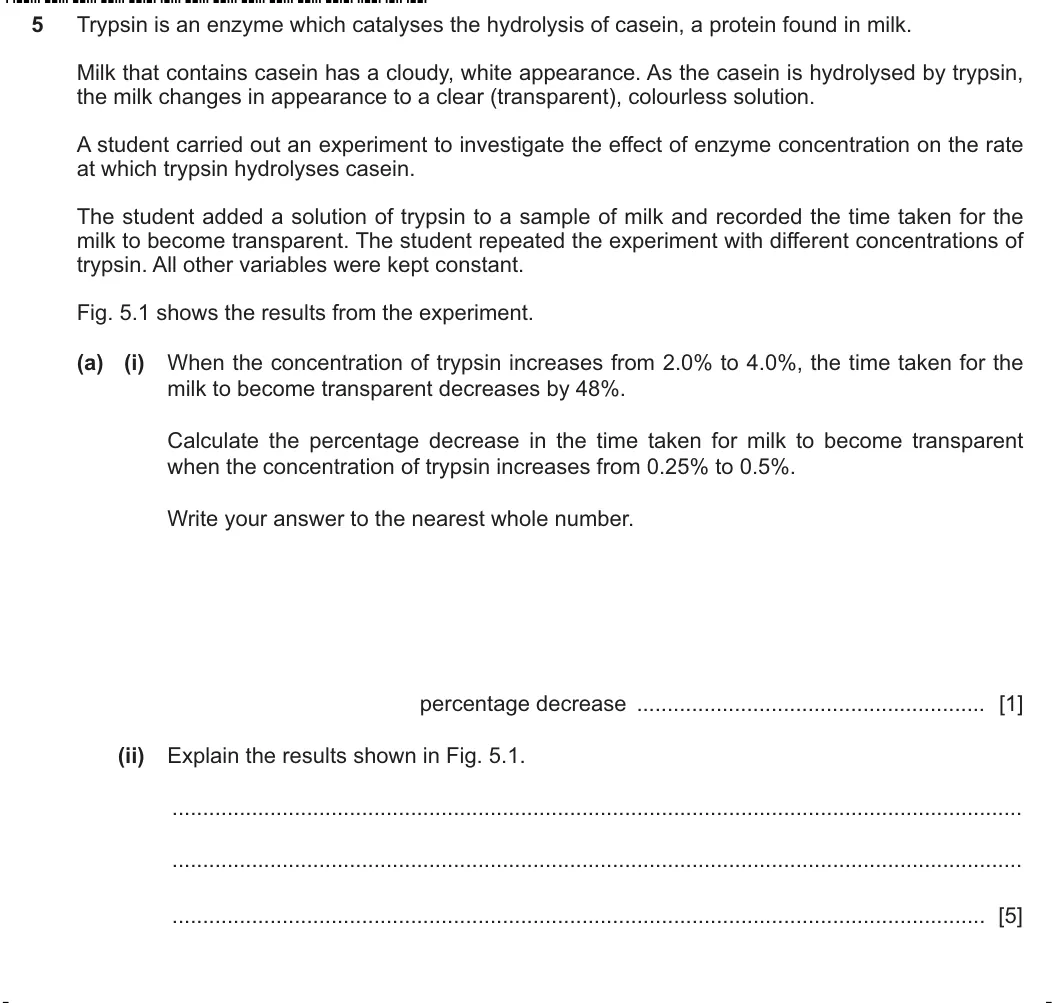 5 Trypsin is an enzyme which catalyses the hydrolysis of casein, a protein found in milk.
Milk that contains casein has a cloudy, white appearance. As the casein is hydrolysed by trypsin,
the milk changes in appearance to a clear (transparent), colourless solution.
A student carried out an experiment to investigate the effect of enzyme concentration on the rate
at which trypsin hydrolyses casein.
The student added a solution of trypsin to a sample of milk and recorded the time taken for the
milk to become transparent. The student repeated the experiment with different concentrations of
trypsin. All other variables were kept constant.
Fig. 5.1 shows the results from the experiment.
(a) (i) When the concentration of trypsin increases from 2.0% to 4.0%, the time taken for the
milk to become transparent decreases by 48%.
Calculate the percentage decrease in the time taken for milk to become transparent
when the concentration of trypsin increases from 0.25% to 0.5%.
Write your answer to the nearest whole number.
percentage decrease ........................................................ [1]
(ii) Explain the results shown in Fig. 5.1.
............................................................................................................................................
............................................................................................................................................
...................................................................................................................................... [5]